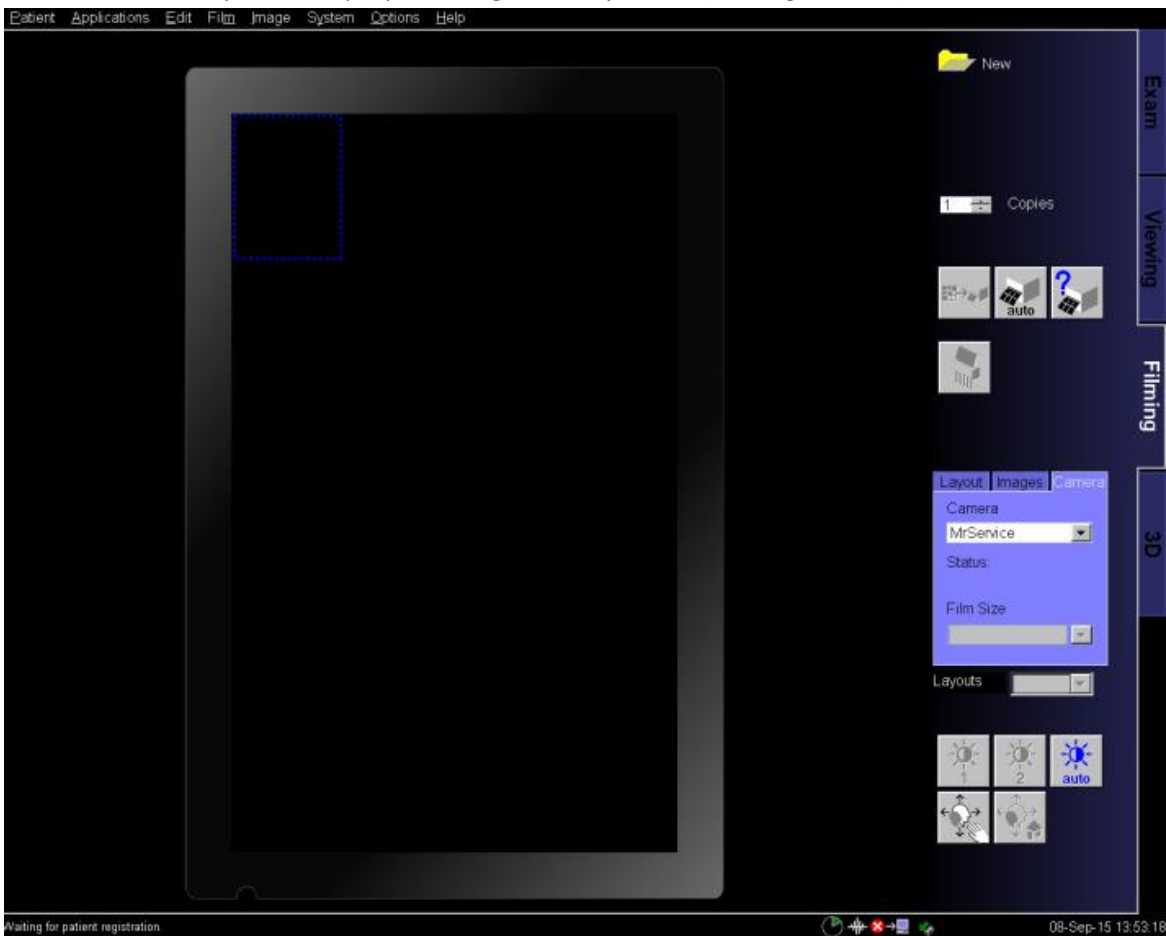 Patient Applications Edit Film Image System Options Help
New
Exam
1 Copies
Viewing
auto
?
Filming
Layout Images Camera
Camera
MrService
Status:
3D
Film Size
Layouts
1 2 auto
Waiting for patient registration.
08-Sep-15 13:53:18